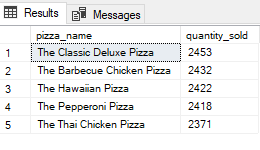 Results Messages
pizza_name quantity_sold
1 The Classic Deluxe Pizza 2453
2 The Barbecue Chicken Pizza 2432
3 The Hawaiian Pizza 2422
4 The Pepperoni Pizza 2418
5 The Thai Chicken Pizza 2371